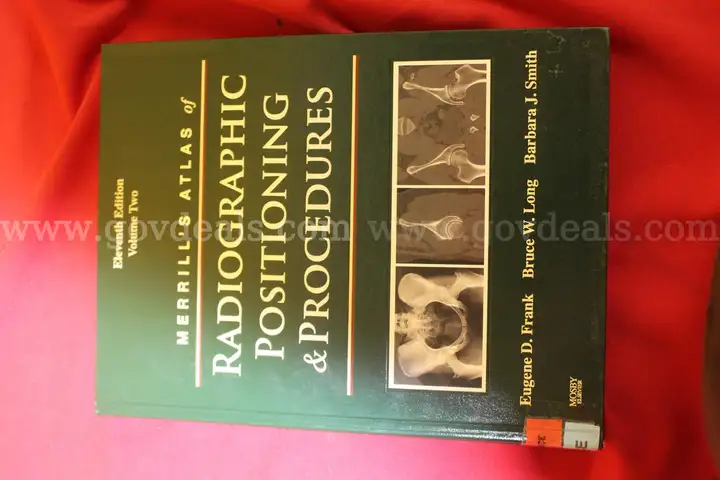 Eleventh Edition
Volume Two
MERRILL'S ATLAS of
RADIOGRAPHIC
POSITIONING
& PROCEDURES
Eugene D. Frank Bruce W. Long Barbara J. Smith
MOSBY
ELSEVIER
www.govdeals.com www.govdeals.com